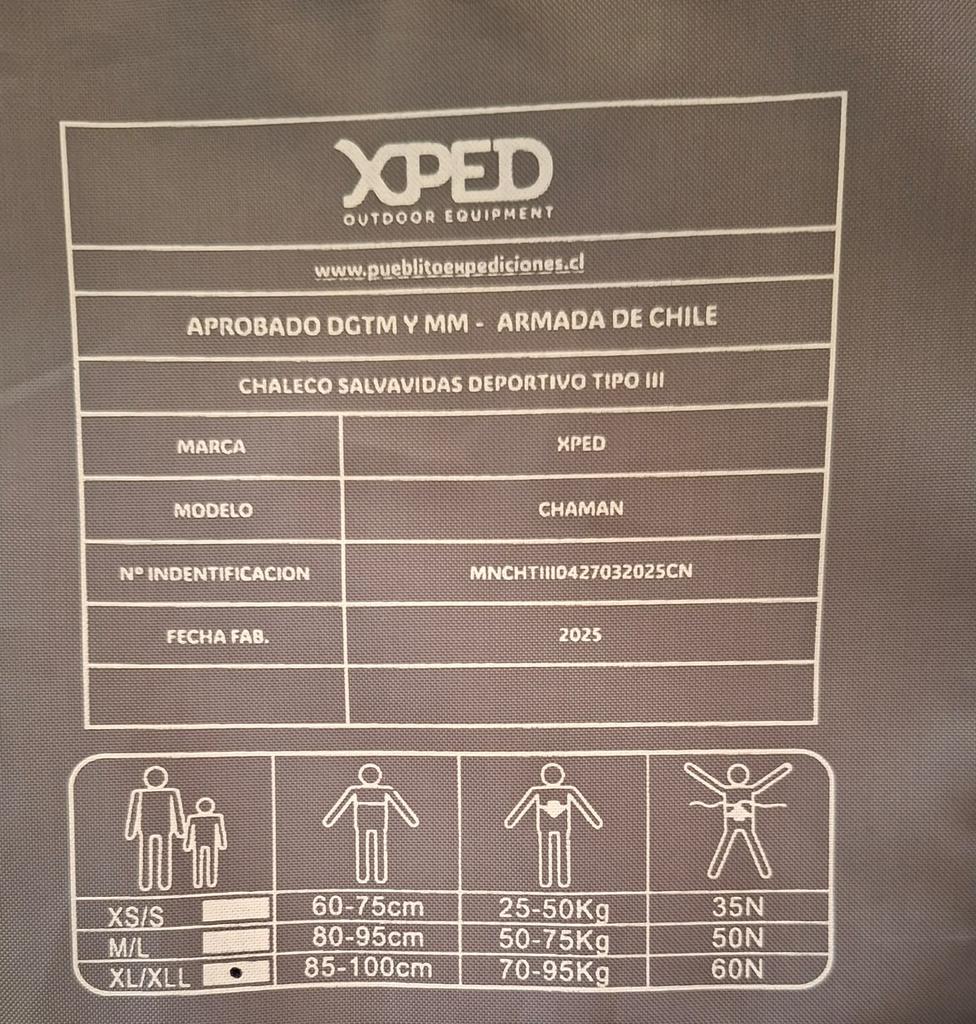 XPED
OUTDOOR EQUIPMENT
www.pueblitoexpediciones.cl
APROBADO DGTM Y MM - ARMADA DE CHILE
CHALECO SALVAVIDAS DEPORTIVO TIPO III
MARCA XPED
MODELO CHAMAN
Nº INDENTIFICACION MNCHTIII0427032025CN
FECHA FAB. 2025
XS/S 60-75cm 25-50Kg 35N
M/L 80-95cm 50-75Kg 50N
XL/XLL 85-100cm 70-95Kg 60N